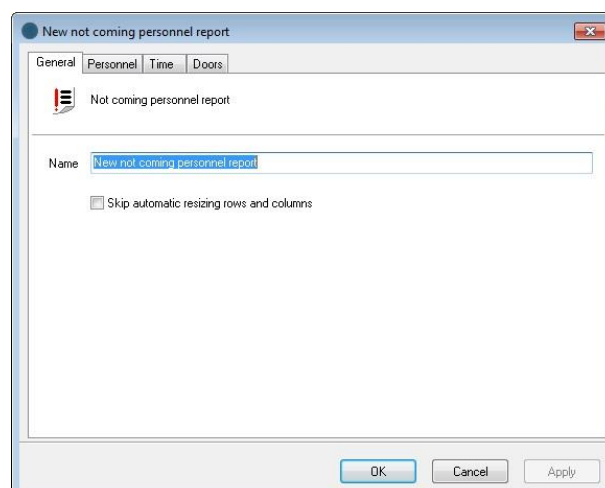 New not coming personnel report
General Personnel Time Doors
Not coming personnel report
Name New not coming personnel report
Skip automatic resizing rows and columns
OK Cancel Apply